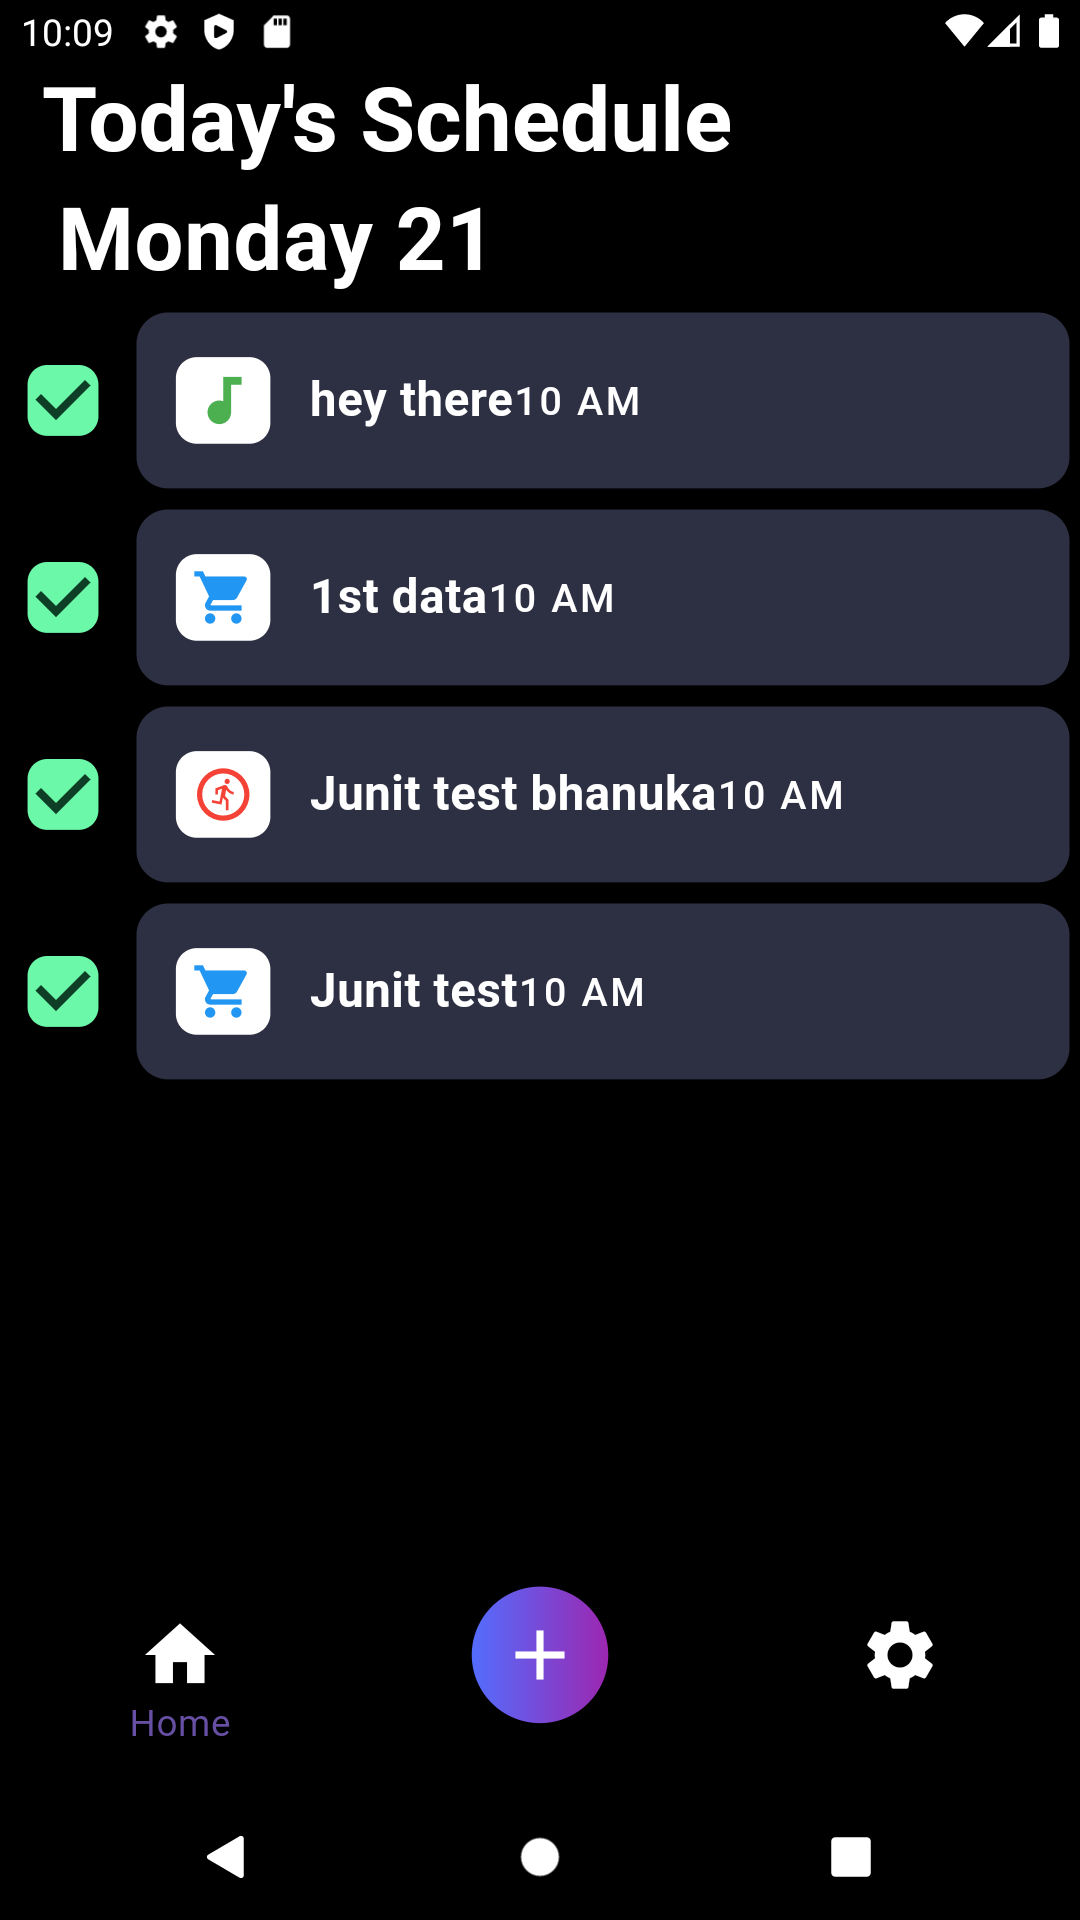 10:09
Today's Schedule
Monday 21
hey there10 AM
1st data10 AM
Junit test bhanuka10 AM
Junit test10 AM
Home